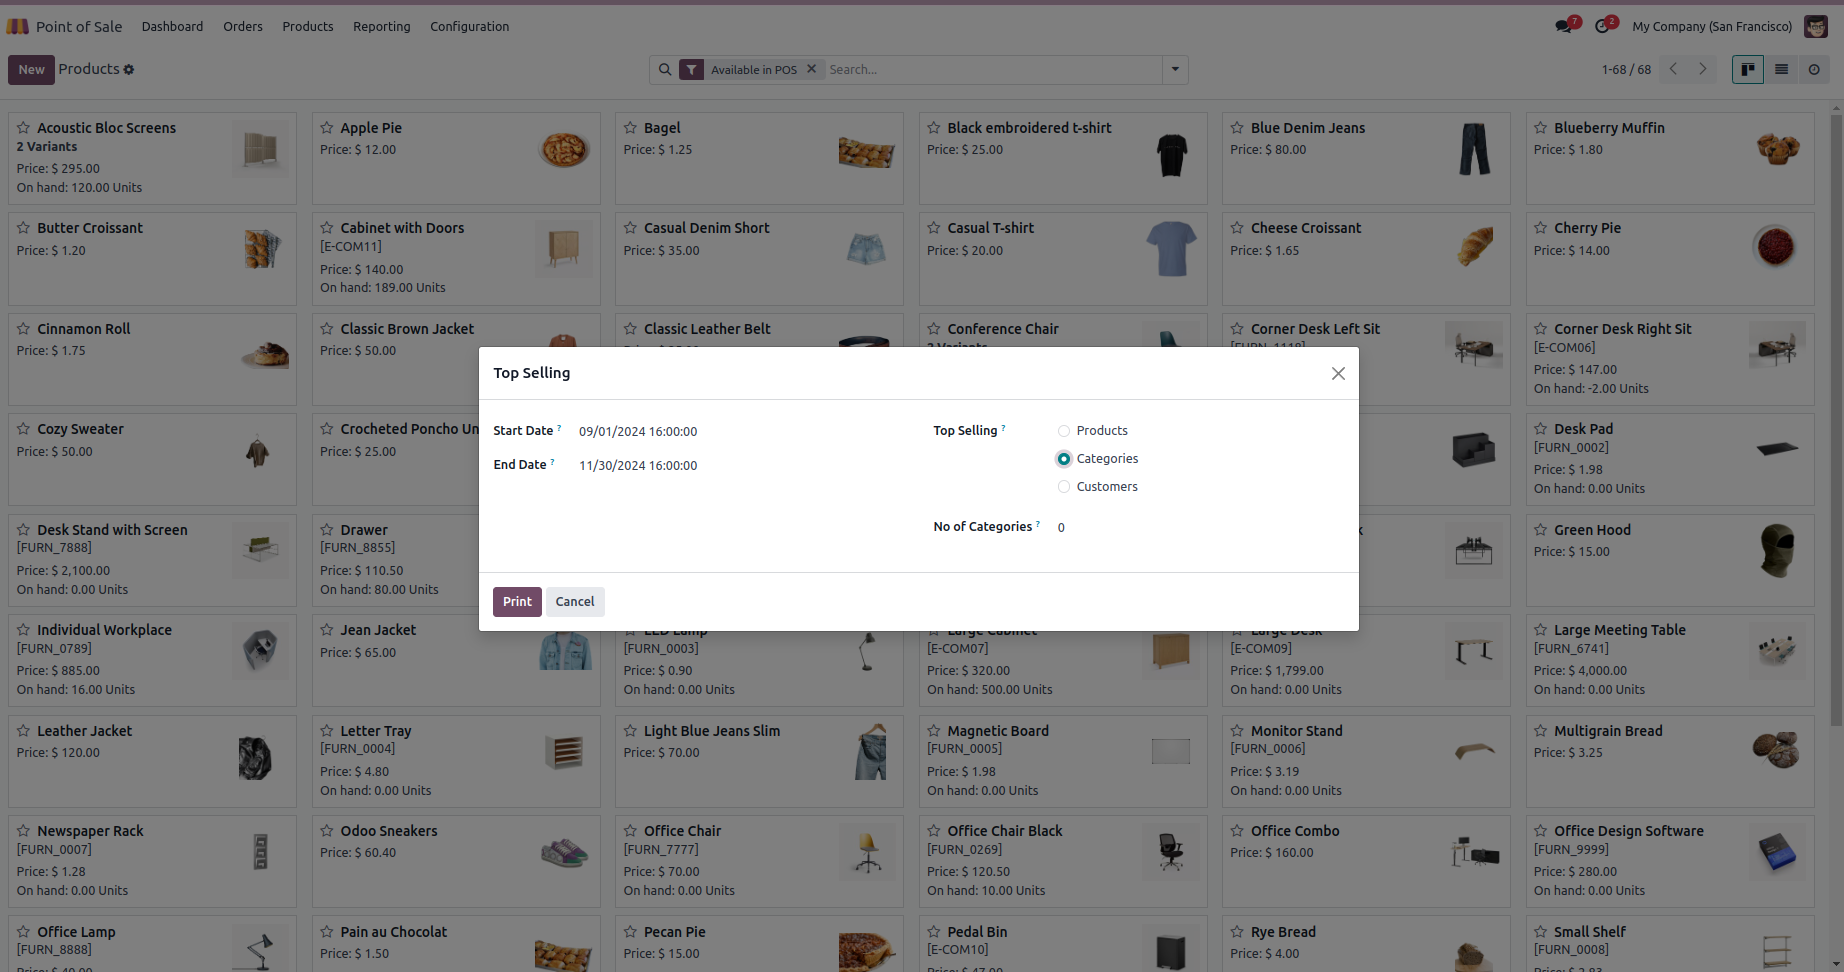 Point of Sale Dashboard Orders Products Reporting Configuration 7 2 My Company (San Francisco)
New Products Available in POS Search... 1-68 / 68
Acoustic Bloc Screens
2 Variants
Price: $ 295.00
On hand: 120.00 Units
Apple Pie
Price: $ 12.00
Bagel
Price: $ 1.25
Black embroidered t-shirt
Price: $ 25.00
Blue Denim Jeans
Price: $ 80.00
Blueberry Muffin
Price: $ 1.80
Butter Croissant
Price: $ 1.20
Cabinet with Doors
[E-COM11]
Price: $ 140.00
On hand: 189.00 Units
Casual Denim Short
Price: $ 35.00
Casual T-shirt
Price: $ 20.00
Cheese Croissant
Price: $ 1.65
Cherry Pie
Price: $ 14.00
Cinnamon Roll
Price: $ 1.75
Classic Brown Jacket
Price: $ 50.00
Classic Leather Belt
Conference Chair
Corner Desk Left Sit
Corner Desk Right Sit
[E-COM06]
Price: $ 147.00
On hand: -2.00 Units
Top Selling
Start Date ? 09/01/2024 16:00:00
End Date ? 11/30/2024 16:00:00
Top Selling ?
Products
Categories
Customers
No of Categories ? 0
Print Cancel
Cozy Sweater
Price: $ 50.00
Crocheted Poncho Un
Price: $ 25.00
Desk Pad
[FURN_0002]
Price: $ 1.98
On hand: 0.00 Units
Desk Stand with Screen
[FURN_7888]
Price: $ 2,100.00
On hand: 0.00 Units
Drawer
[FURN_8855]
Price: $ 110.50
On hand: 80.00 Units
Green Hood
Price: $ 15.00
Individual Workplace
[FURN_0789]
Price: $ 885.00
On hand: 16.00 Units
Jean Jacket
Price: $ 65.00
LED Lamp
[FURN_0003]
Price: $ 0.90
On hand: 0.00 Units
Large Cabinet
[E-COM07]
Price: $ 320.00
On hand: 500.00 Units
Large Desk
[E-COM09]
Price: $ 1,799.00
On hand: 0.00 Units
Large Meeting Table
[FURN_6741]
Price: $ 4,000.00
On hand: 0.00 Units
Leather Jacket
Price: $ 120.00
Letter Tray
[FURN_0004]
Price: $ 4.80
On hand: 0.00 Units
Light Blue Jeans Slim
Price: $ 70.00
Magnetic Board
[FURN_0005]
Price: $ 1.98
On hand: 0.00 Units
Monitor Stand
[FURN_0006]
Price: $ 3.19
On hand: 0.00 Units
Multigrain Bread
Price: $ 3.25
Newspaper Rack
[FURN_0007]
Price: $ 1.28
On hand: 0.00 Units
Odoo Sneakers
Price: $ 60.40
Office Chair
[FURN_7777]
Price: $ 70.00
On hand: 0.00 Units
Office Chair Black
[FURN_0269]
Price: $ 120.50
On hand: 10.00 Units
Office Combo
Price: $ 160.00
Office Design Software
[FURN_9999]
Price: $ 280.00
On hand: 0.00 Units
Office Lamp
[FURN_8888]
Pain au Chocolat
Price: $ 1.50
Pecan Pie
Price: $ 15.00
Pedal Bin
[E-COM10]
Rye Bread
Price: $ 4.00
Small Shelf
[FURN_0008]